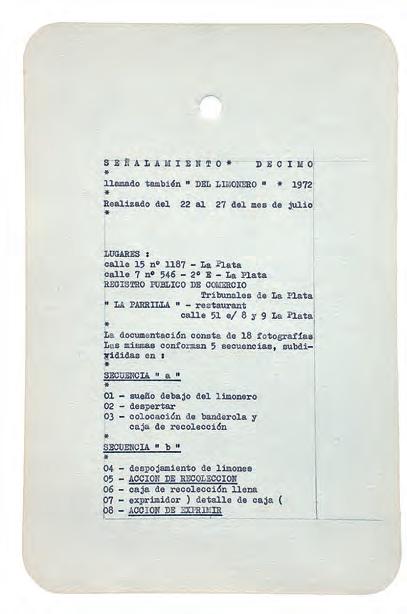 SEÑALAMIENTO* DECIMO
*
llamado también " DEL LIMONERO " * 1972
*
Realizado del 22 al 27 del mes de julio
*
LUGARES :
calle 15 nº 1187 - La Plata
calle 7 nº 546 - 2º E - La Plata
REGISTRO PUBLICO DE COMERCIO
Tribunales de La Plata
" LA PARRILLA " - restaurant
calle 51 e/ 8 y 9 La Plata
*
La documentación consta de 18 fotografías
Las mismas conforman 5 secuencias, subdi-
vididas en :
*
SECUENCIA " a "
*
01 - sueño debajo del limonero
02 - despertar
03 - colocación de banderola y
caja de recolección
*
SECUENCIA " b "
*
04 - despojamiento de limones
05 - ACCION DE RECOLECCION
06 - caja de recolección llena
07 - exprimidor ) detalle de caja (
08 - ACCION DE EXPRIMIR